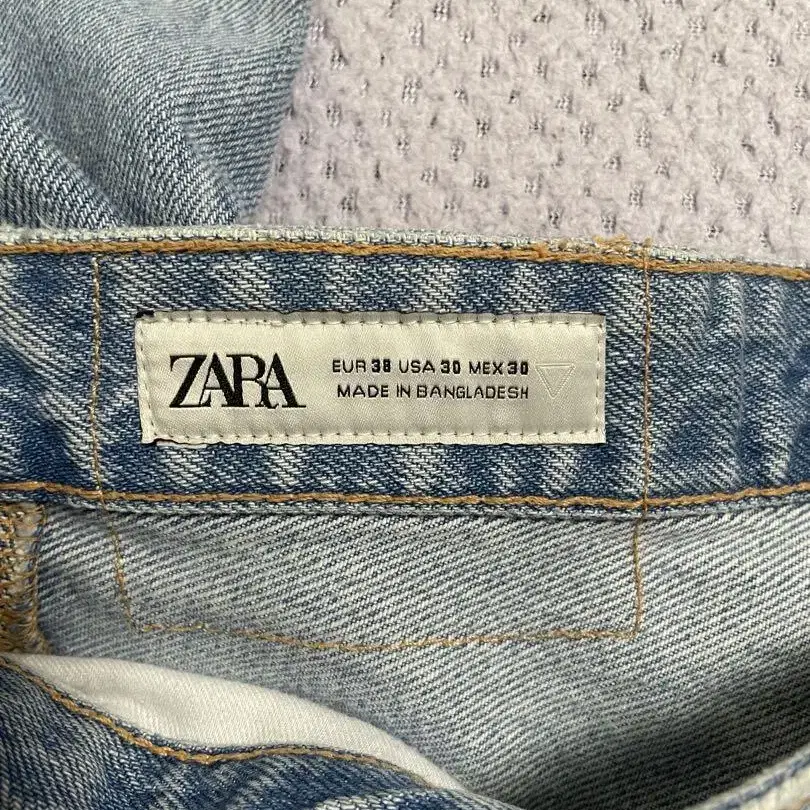 ZARA
EUR 38 USA 30 MEX 30
MADE IN BANGLADESH